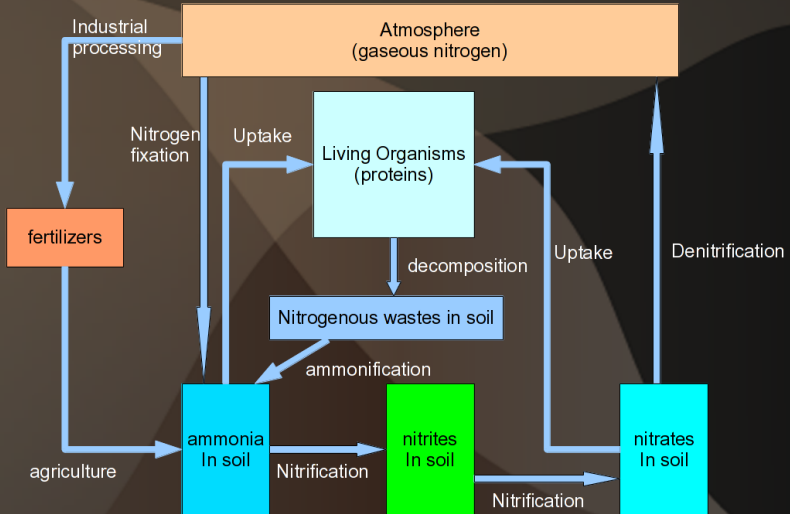 Industrial
processing
Atmosphere
(gaseous nitrogen)
Nitrogen
fixation
Uptake
Living Organisms
(proteins)
fertilizers
decomposition
Uptake
Denitrification
Nitrogenous wastes in soil
ammonification
ammonia
In soil
nitrites
In soil
nitrates
In soil
agriculture
Nitrification
Nitrification